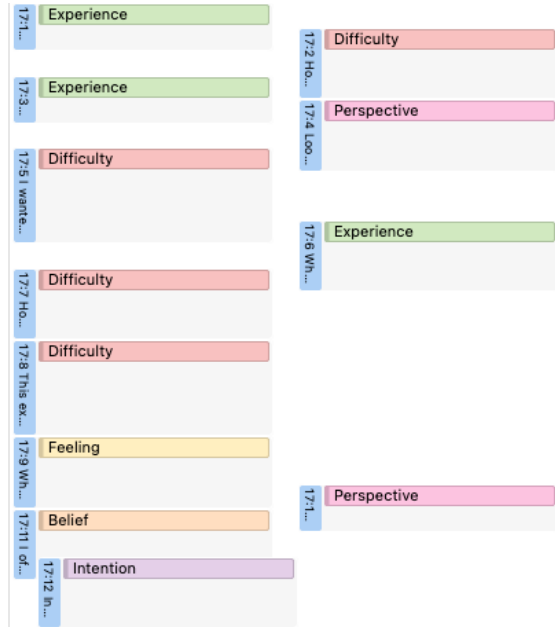 17:1...
Experience
17:2 Ho...
Difficulty
17:3...
Experience
17:4 Loo...
Perspective
17:5 I wante...
Difficulty
17:6 Wh...
Experience
17:7 Ho...
Difficulty
17:8 This ex...
Difficulty
17:9 Wh...
Feeling
17:1...
Perspective
17:11 I of...
Belief
17:12 In...
Intention